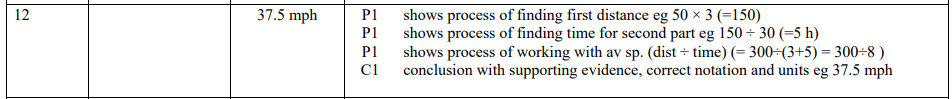 12 37.5 mph P1 shows process of finding first distance eg 50 × 3 (=150)
P1 shows process of finding time for second part eg 150 ÷ 30 (=5 h)
P1 shows process of working with av sp. (dist ÷ time) (= 300÷(3+5) = 300÷8 )
C1 conclusion with supporting evidence, correct notation and units eg 37.5 mph